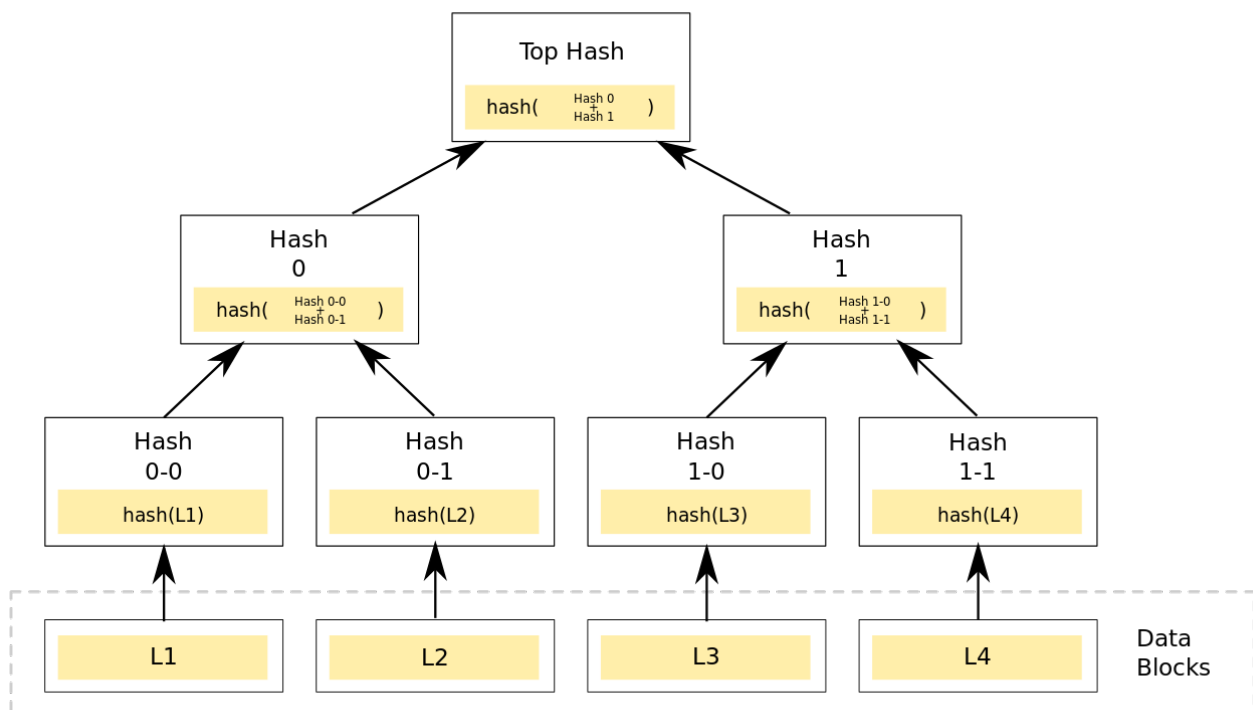 Top Hash
hash( Hash 0 + Hash 1 )
Hash
0
hash( Hash 0-0 + Hash 0-1 )
Hash
1
hash( Hash 1-0 + Hash 1-1 )
Hash
0-0
hash(L1)
Hash
0-1
hash(L2)
Hash
1-0
hash(L3)
Hash
1-1
hash(L4)
L1
L2
L3
L4
Data
Blocks